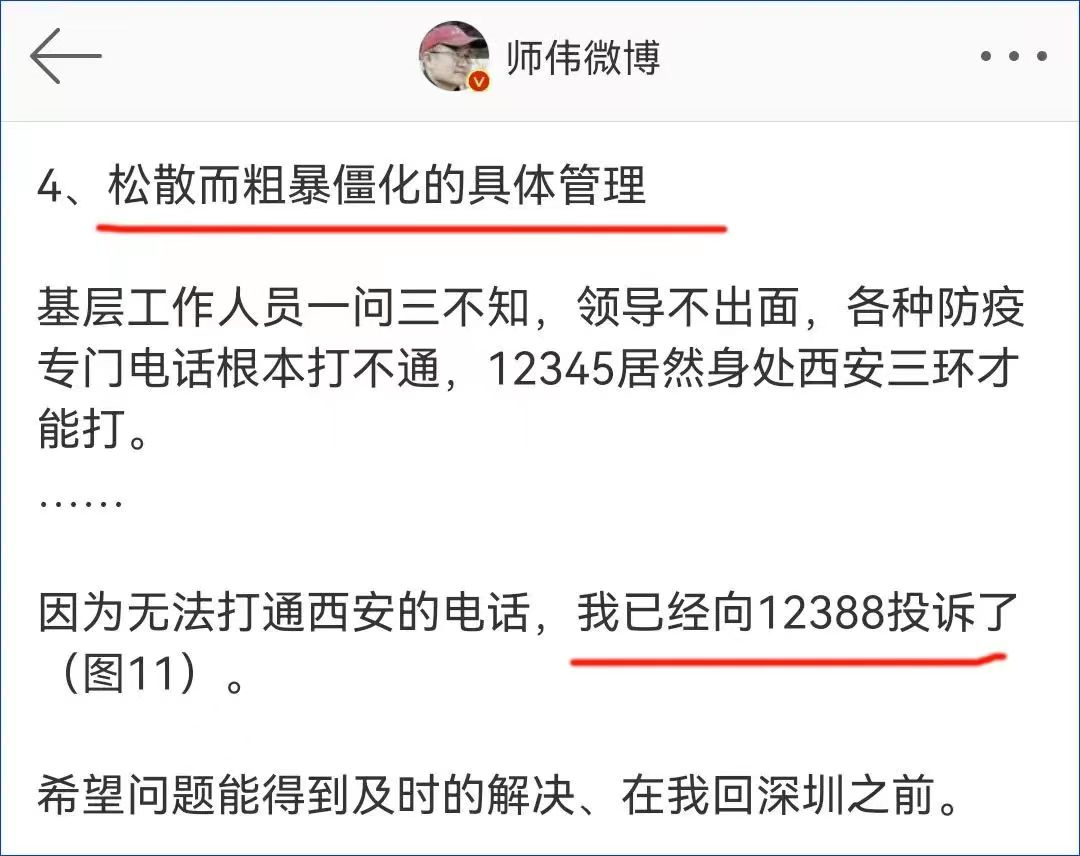 师伟微博
4、松散而粗暴僵化的具体管理
基层工作人员一问三不知，领导不出面，各种防疫
专门电话根本打不通，12345居然身处西安三环才
能打。
……
因为无法打通西安的电话，我已经向12388投诉了
（图11）。
希望问题能得到及时的解决、在我回深圳之前。